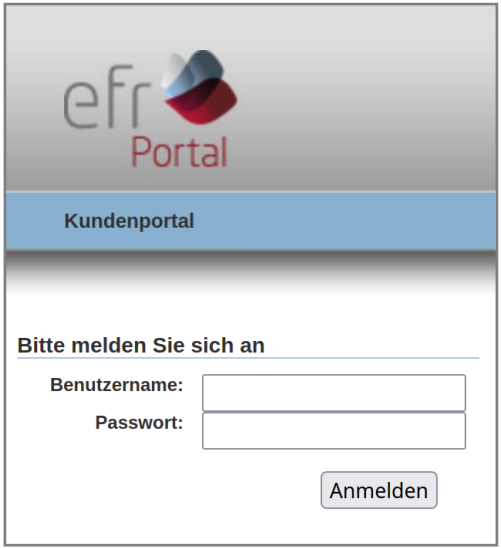 efr
Portal
Kundenportal
Bitte melden Sie sich an
Benutzername:
Passwort:
Anmelden